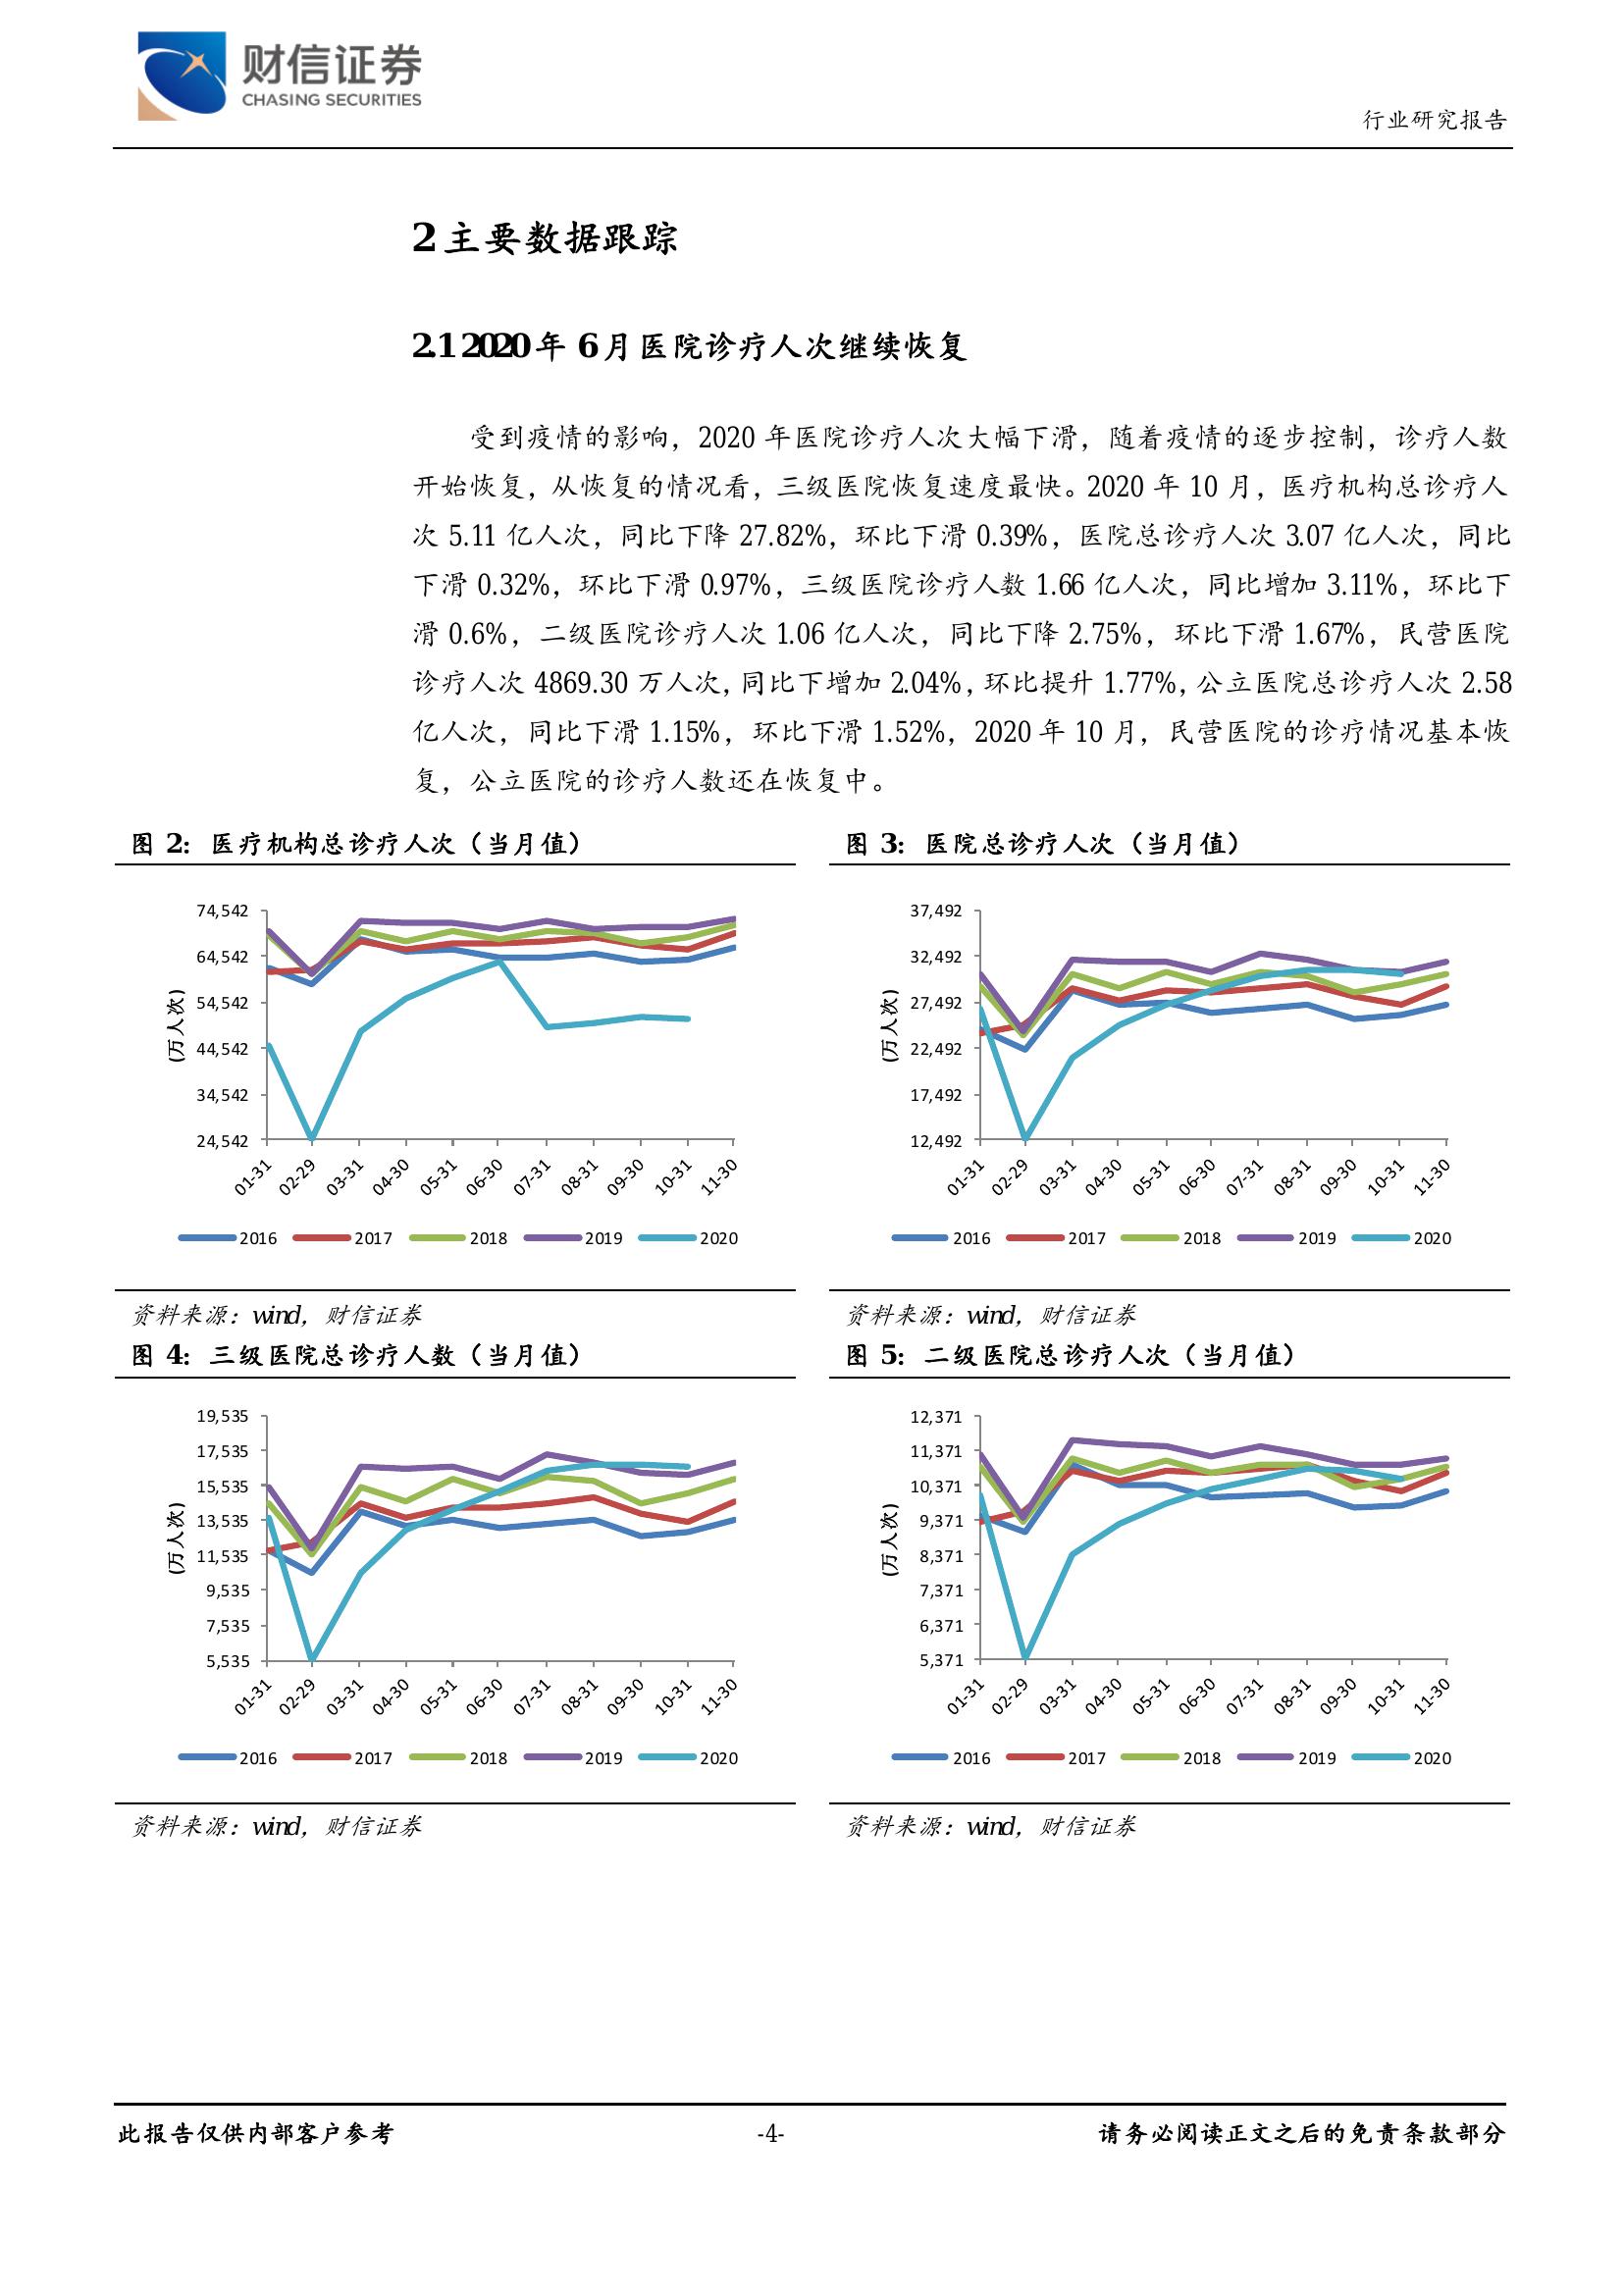 财信证券
CHASING SECURITIES
行业研究报告
2 主要数据跟踪
2.1 2020 年 6 月医院诊疗人次继续恢复
受到疫情的影响，2020 年医院诊疗人次大幅下滑，随着疫情的逐步控制，诊疗人数
开始恢复，从恢复的情况看，三级医院恢复速度最快。2020 年 10 月，医疗机构总诊疗人
次 5.11 亿人次，同比下降 27.82%，环比下滑 0.39%，医院总诊疗人次 3.07 亿人次，同比
下滑 0.32%，环比下滑 0.97%，三级医院诊疗人数 1.66 亿人次，同比增加 3.11%，环比下
滑 0.6%，二级医院诊疗人次 1.06 亿人次，同比下降 2.75%，环比下滑 1.67%，民营医院
诊疗人次 4869.30 万人次，同比下增加 2.04%，环比提升 1.77%，公立医院总诊疗人次 2.58
亿人次，同比下滑 1.15%，环比下滑 1.52%，2020 年 10 月，民营医院的诊疗情况基本恢
复，公立医院的诊疗人数还在恢复中。
图 2：医疗机构总诊疗人次（当月值）
74,542
64,542
54,542
44,542
34,542
24,542
(万人次)
01-31 02-29 03-31 04-30 05-31 06-30 07-31 08-31 09-30 10-31 11-30
2016 2017 2018 2019 2020
资料来源：wind，财信证券
图 3：医院总诊疗人次（当月值）
37,492
32,492
27,492
22,492
17,492
12,492
(万人次)
01-31 02-29 03-31 04-30 05-31 06-30 07-31 08-31 09-30 10-31 11-30
2016 2017 2018 2019 2020
资料来源：wind，财信证券
图 4：三级医院总诊疗人数（当月值）
19,535
17,535
15,535
13,535
11,535
9,535
7,535
5,535
(万人次)
01-31 02-29 03-31 04-30 05-31 06-30 07-31 08-31 09-30 10-31 11-30
2016 2017 2018 2019 2020
资料来源：wind，财信证券
图 5：二级医院总诊疗人次（当月值）
12,371
11,371
10,371
9,371
8,371
7,371
6,371
5,371
(万人次)
01-31 02-29 03-31 04-30 05-31 06-30 07-31 08-31 09-30 10-31 11-30
2016 2017 2018 2019 2020
资料来源：wind，财信证券
此报告仅供内部客户参考
-4-
请务必阅读正文之后的免责条款部分